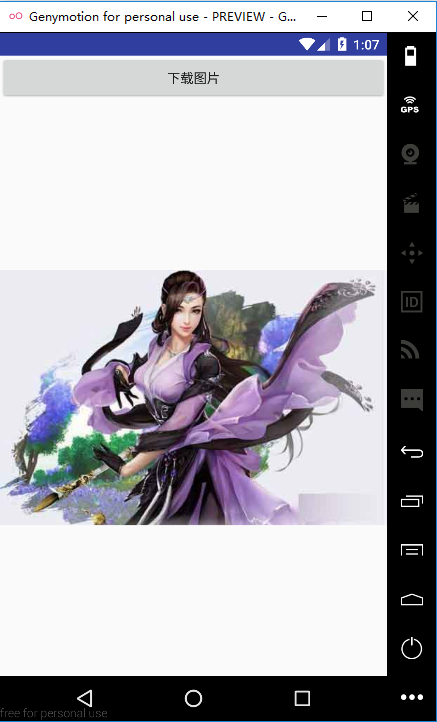 Genymotion for personal use - PREVIEW - G...
1:07
下载图片
GPS
ID
free for personal use